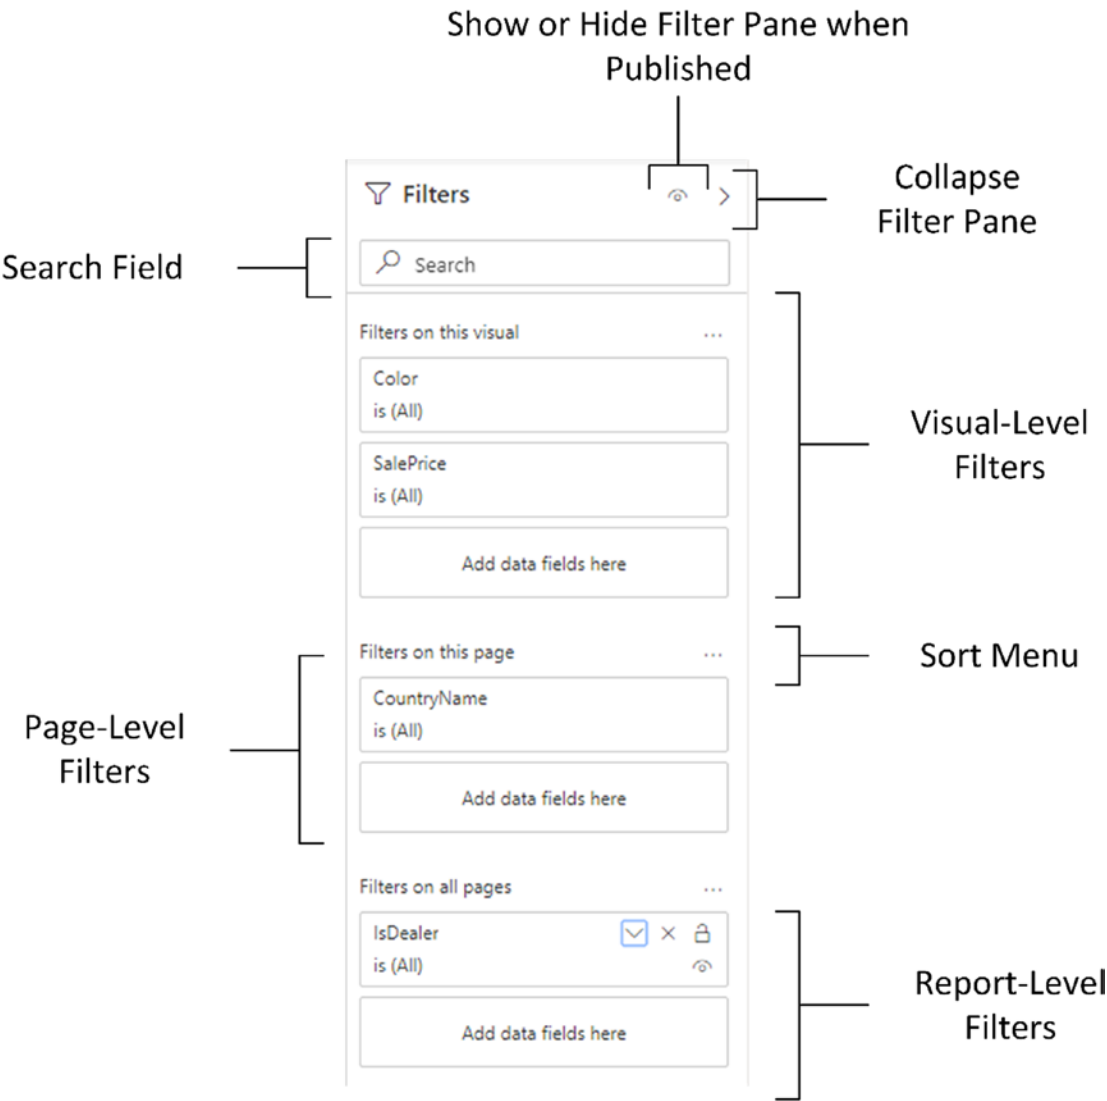 Show or Hide Filter Pane when
Published
Filters
Collapse
Filter Pane
Search Field
Search
Filters on this visual
...
Color
is (All)
Visual-Level
Filters
SalePrice
is (All)
Add data fields here
Filters on this page
...
Sort Menu
CountryName
is (All)
Page-Level
Filters
Add data fields here
Filters on all pages
...
IsDealer
is (All)
Report-Level
Filters
Add data fields here